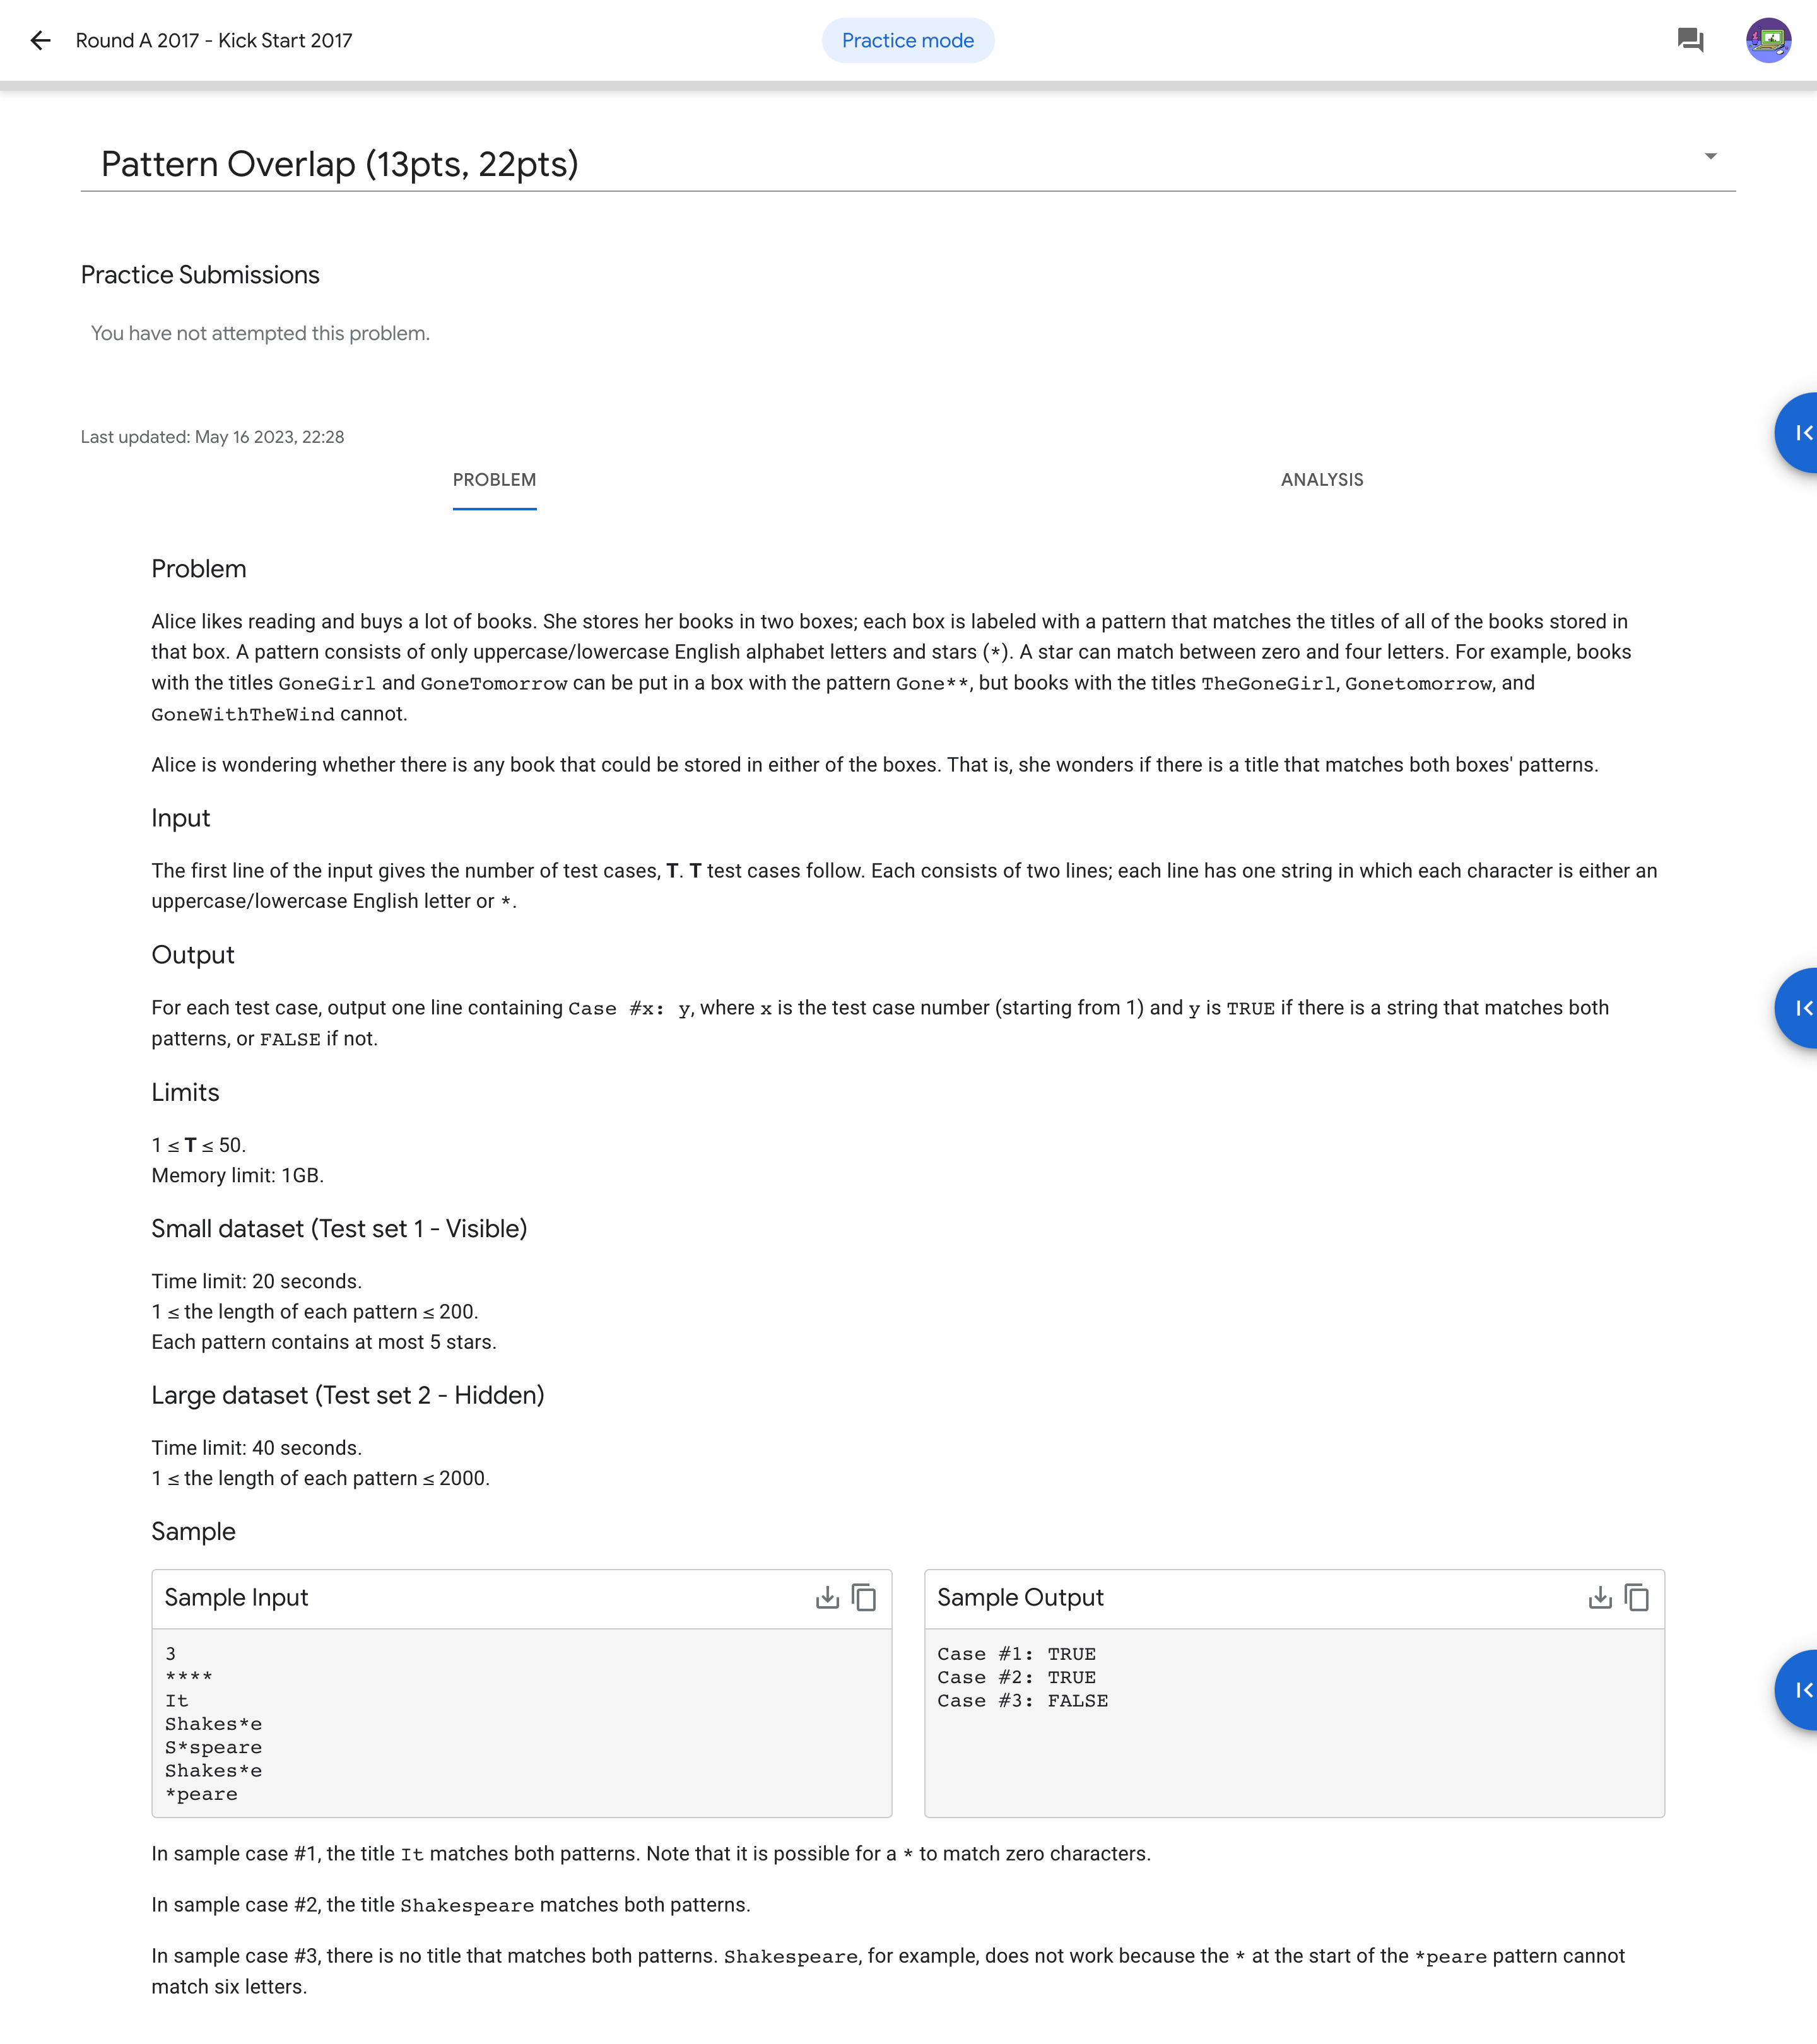 Round A 2017 - Kick Start 2017
Practice mode
Pattern Overlap (13pts, 22pts)
Practice Submissions
You have not attempted this problem.
Last updated: May 16 2023, 22:28
PROBLEM
ANALYSIS
Problem
Alice likes reading and buys a lot of books. She stores her books in two boxes; each box is labeled with a pattern that matches the titles of all of the books stored in
that box. A pattern consists of only uppercase/lowercase English alphabet letters and stars (*). A star can match between zero and four letters. For example, books
with the titles GoneGirl and GoneTomorrow can be put in a box with the pattern Gone**, but books with the titles TheGoneGirl, Gonetomorrow, and
GoneWithTheWind cannot.
Alice is wondering whether there is any book that could be stored in either of the boxes. That is, she wonders if there is a title that matches both boxes' patterns.
Input
The first line of the input gives the number of test cases, T. T test cases follow. Each consists of two lines; each line has one string in which each character is either an
uppercase/lowercase English letter or *.
Output
For each test case, output one line containing Case #x: y, where x is the test case number (starting from 1) and y is TRUE if there is a string that matches both
patterns, or FALSE if not.
Limits
1 ≤ T ≤ 50.
Memory limit: 1GB.
Small dataset (Test set 1 - Visible)
Time limit: 20 seconds.
1 ≤ the length of each pattern ≤ 200.
Each pattern contains at most 5 stars.
Large dataset (Test set 2 - Hidden)
Time limit: 40 seconds.
1 ≤ the length of each pattern ≤ 2000.
Sample
Sample Input
3
****
It
Shakes*e
S*speare
Shakes*e
*peare
Sample Output
Case #1: TRUE
Case #2: TRUE
Case #3: FALSE
In sample case #1, the title It matches both patterns. Note that it is possible for a * to match zero characters.
In sample case #2, the title Shakespeare matches both patterns.
In sample case #3, there is no title that matches both patterns. Shakespeare, for example, does not work because the * at the start of the *peare pattern cannot
match six letters.